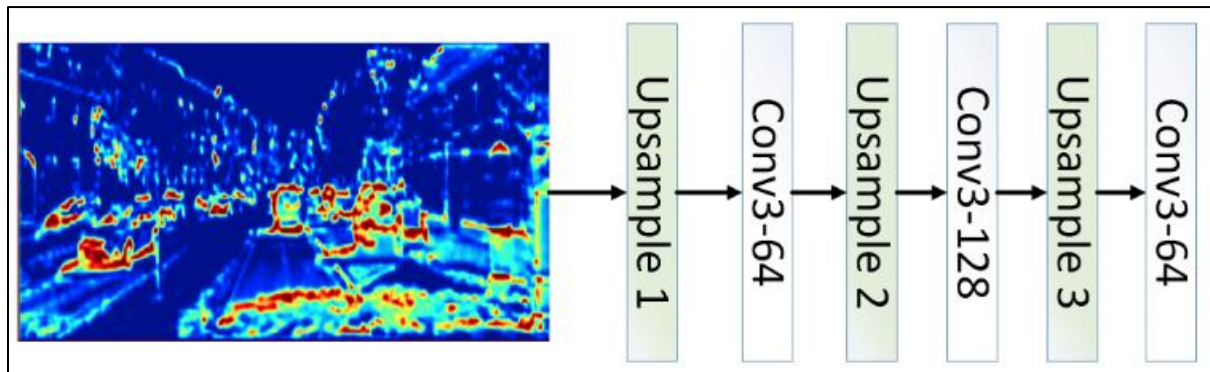 Upsample 1
Conv3-64
Upsample 2
Conv3-128
Upsample 3
Conv3-64